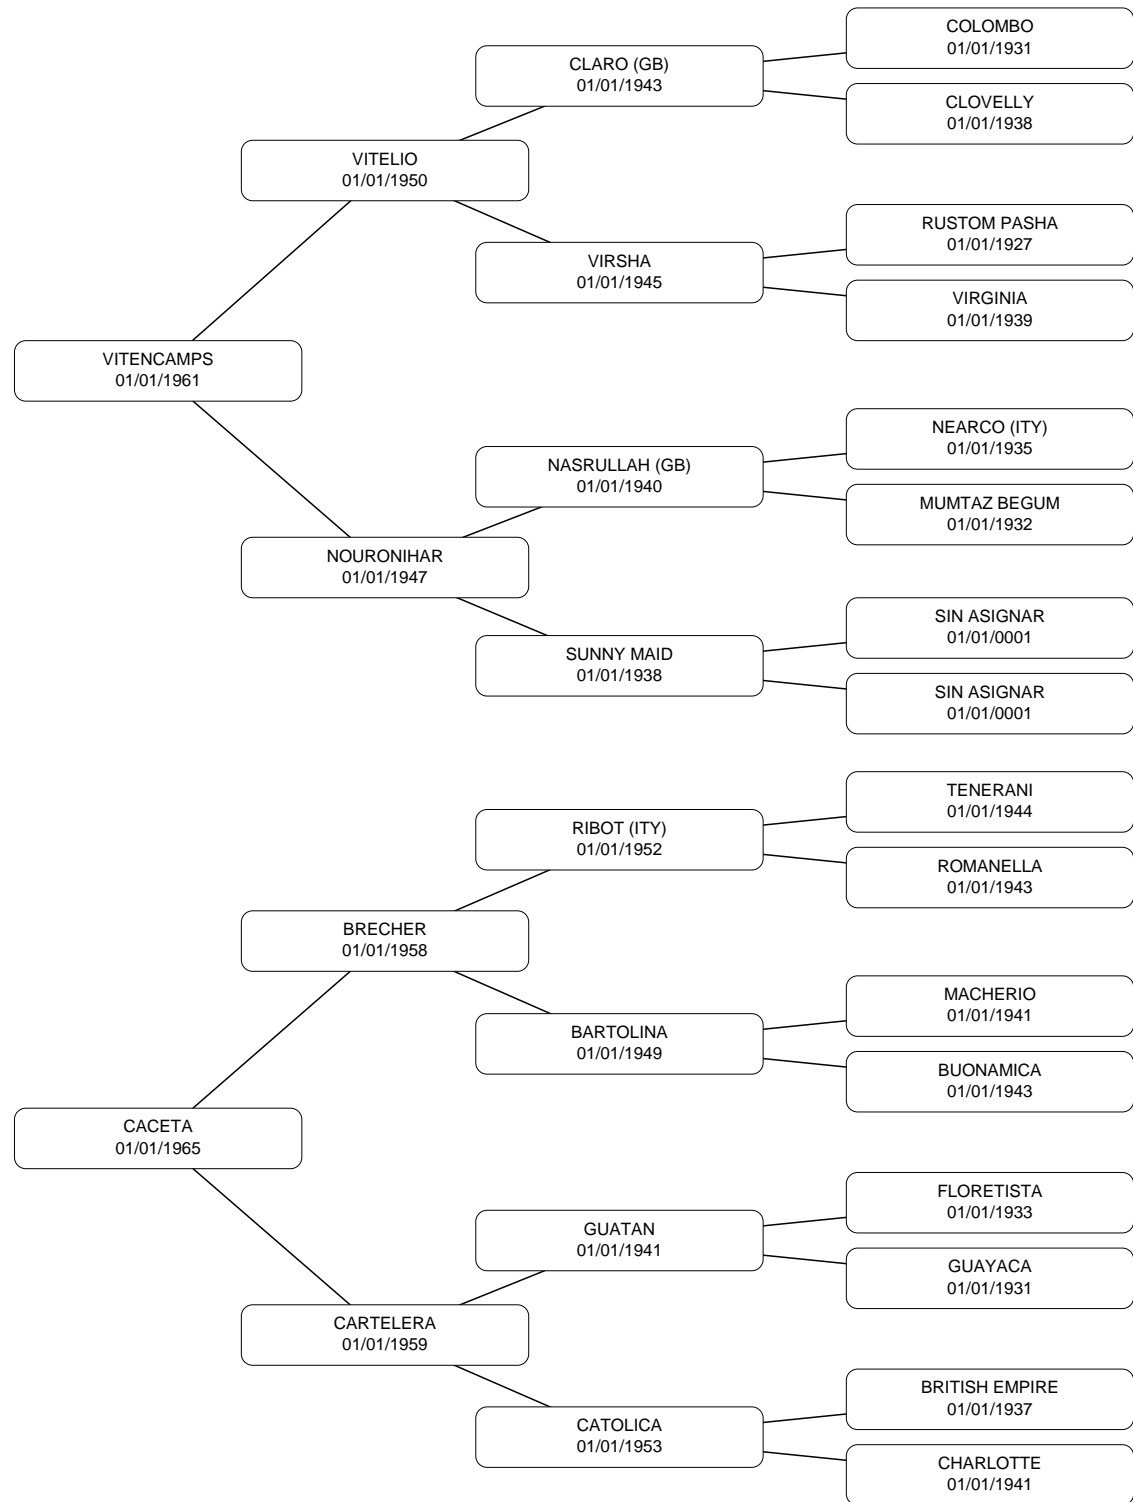 COLOMBO
01/01/1931
CLARO (GB)
01/01/1943
CLOVELLY
01/01/1938
VITELIO
01/01/1950
RUSTOM PASHA
01/01/1927
VIRSHA
01/01/1945
VIRGINIA
01/01/1939
VITENCAMPS
01/01/1961
NEARCO (ITY)
01/01/1935
NASRULLAH (GB)
01/01/1940
MUMTAZ BEGUM
01/01/1932
NOURONIHAR
01/01/1947
SIN ASIGNAR
01/01/0001
SUNNY MAID
01/01/1938
SIN ASIGNAR
01/01/0001
TENERANI
01/01/1944
RIBOT (ITY)
01/01/1952
ROMANELLA
01/01/1943
BRECHER
01/01/1958
MACHERIO
01/01/1941
BARTOLINA
01/01/1949
BUONAMICA
01/01/1943
CACETA
01/01/1965
FLORETISTA
01/01/1933
GUATAN
01/01/1941
GUAYACA
01/01/1931
CARTELERA
01/01/1959
BRITISH EMPIRE
01/01/1937
CATOLICA
01/01/1953
CHARLOTTE
01/01/1941